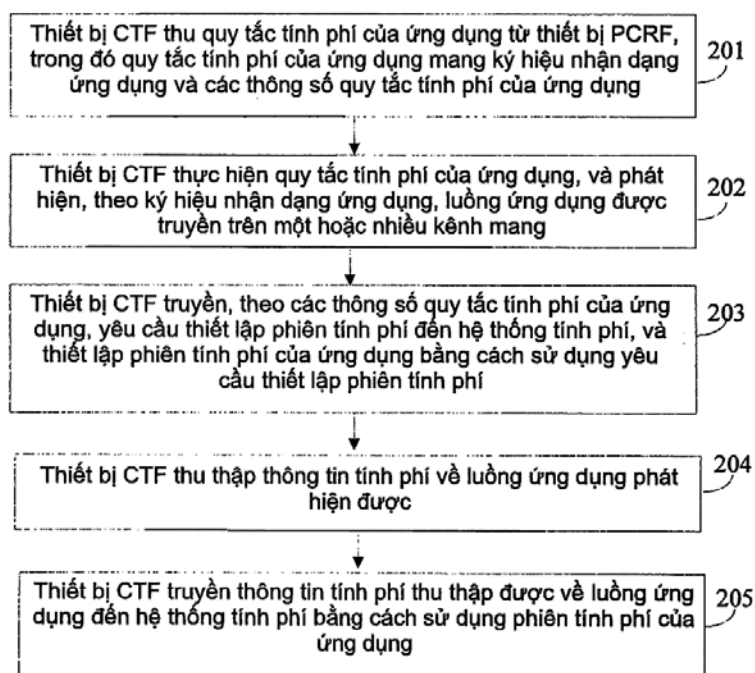 Thiết bị CTF thu quy tắc tính phí của ứng dụng từ thiết bị PCRF,
trong đó quy tắc tính phí của ứng dụng mang ký hiệu nhận dạng
ứng dụng và các thông số quy tắc tính phí của ứng dụng
201
Thiết bị CTF thực hiện quy tắc tính phí của ứng dụng, và phát
hiện, theo ký hiệu nhận dạng ứng dụng, luồng ứng dụng được
truyền trên một hoặc nhiều kênh mang
202
Thiết bị CTF truyền, theo các thông số quy tắc tính phí của ứng
dụng, yêu cầu thiết lập phiên tính phí đến hệ thống tính phí, và
thiết lập phiên tính phí của ứng dụng bằng cách sử dụng yêu
cầu thiết lập phiên tính phí
203
Thiết bị CTF thu thập thông tin tính phí về luồng ứng dụng phát
hiện được
204
Thiết bị CTF truyền thông tin tính phí thu thập được về luồng ứng
dụng đến hệ thống tính phí bằng cách sử dụng phiên tính phí của
ứng dụng
205